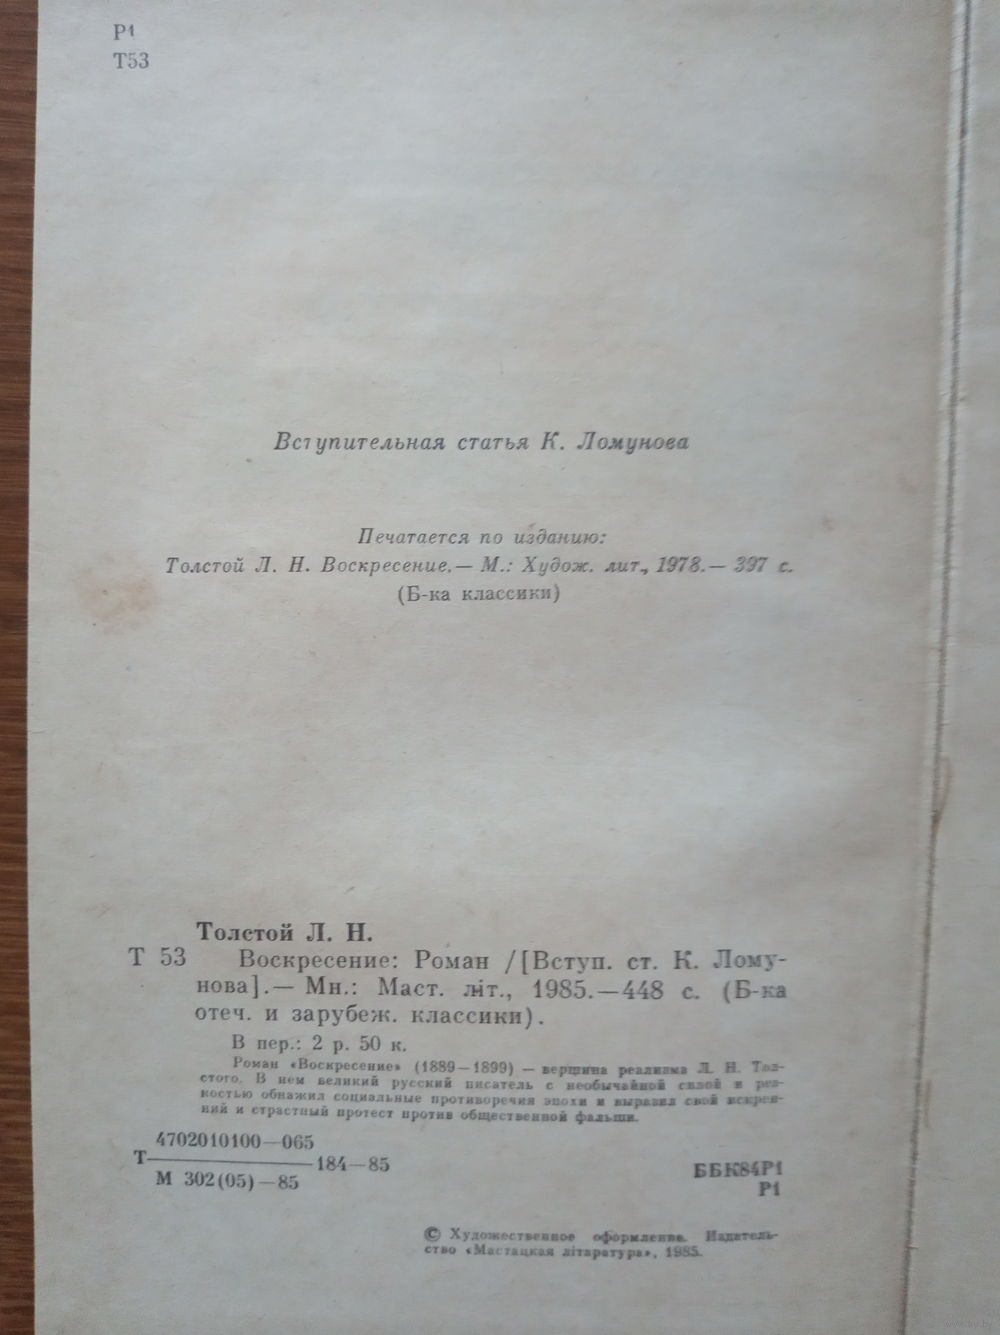 Р1
Т53
Вступительная статья К. Ломунова
Печатается по изданию:
Толстой Л. Н. Воскресение.— М.: Худож. лит., 1978.— 397 с.
(Б-ка классики)
Толстой Л. Н.
Т 53 Воскресение: Роман /[Вступ. ст. К. Лому-
нова].— Мн.: Маст. літ., 1985.—448 с. (Б-ка
отеч. и зарубеж. классики).
В пер.: 2 р. 50 к.
Роман «Воскресение» (1889—1899) — вершина реализма Л. Н. Тол-
стого. В нем великий русский писатель с необычайной силой и рез-
костью обнажил социальные противоречия эпохи и выразил свой искрен-
ний и страстный протест против общественной фальши.
4702010100—065
Т————184—85
М 302(05)—85
ББК84Р1
Р1
© Художественное оформление. Издатель-
ство «Мастацкая літаратура», 1985.